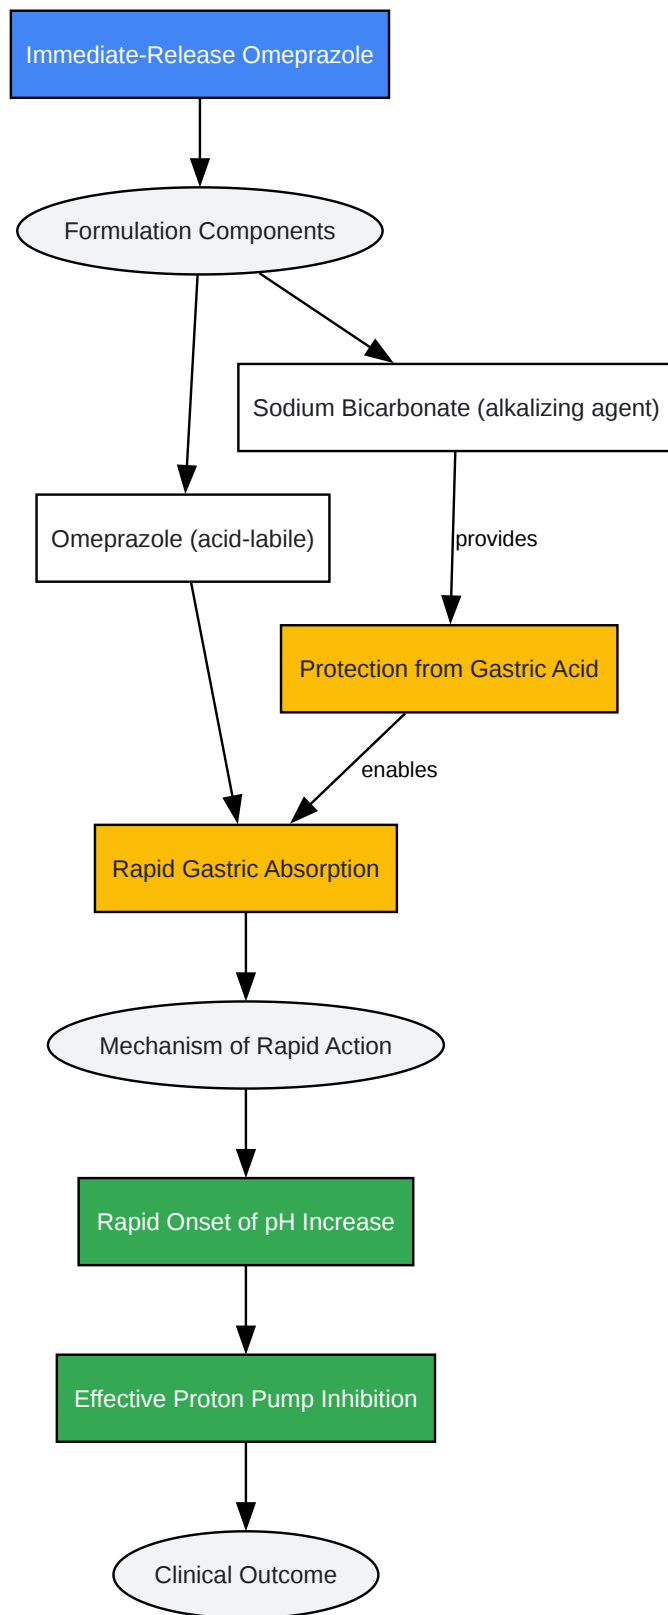 Immediate-Release Omeprazole
Formulation Components
Sodium Bicarbonate (alkalizing agent)
Omeprazole (acid-labile)
provides
Protection from Gastric Acid
enables
Rapid Gastric Absorption
Mechanism of Rapid Action
Rapid Onset of pH Increase
Effective Proton Pump Inhibition
Clinical Outcome